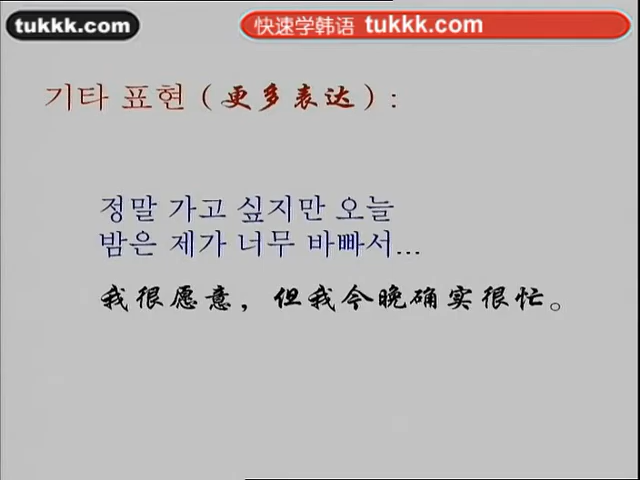 tukkk.com
快速学韩语 tukkk.com
기타 표현（更多表达）:
정말 가고 싶지만 오늘
밤은 제가 너무 바빠서...
我很愿意，但我今晚确实很忙。